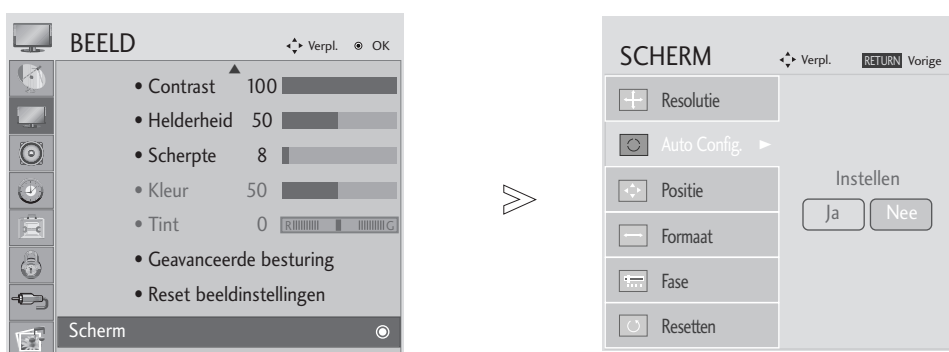 BEELD
Verpl. OK
• Contrast 100
• Helderheid 50
• Scherpte 8
• Kleur 50
• Tint 0 R G
• Geavanceerde besturing
• Reset beeldinstellingen
Scherm
SCHERM
Verpl. RETURN Vorige
Resolutie
Auto Config.
Positie
Formaat
Fase
Resetten
Instellen
Ja Nee